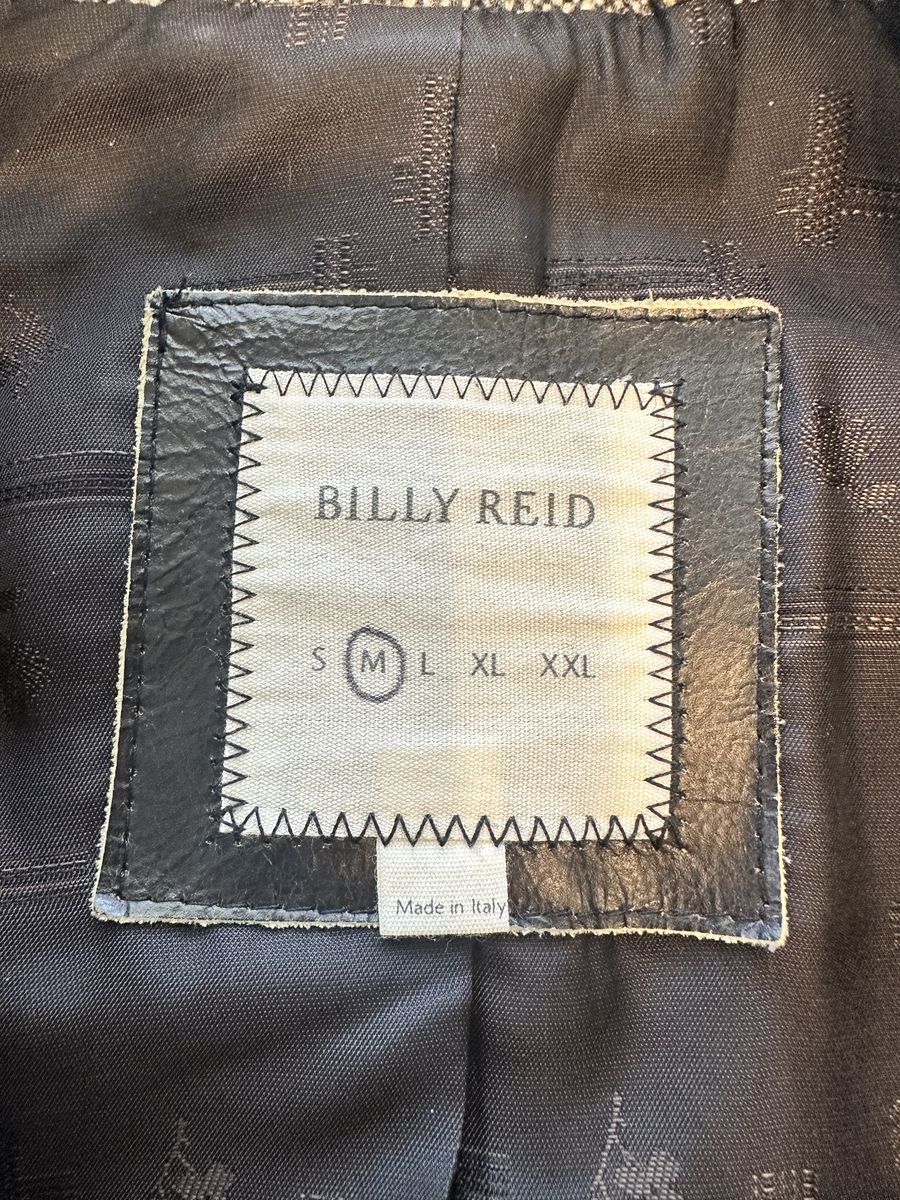 BILLY REID
S M L XL XXL
Made in Italy